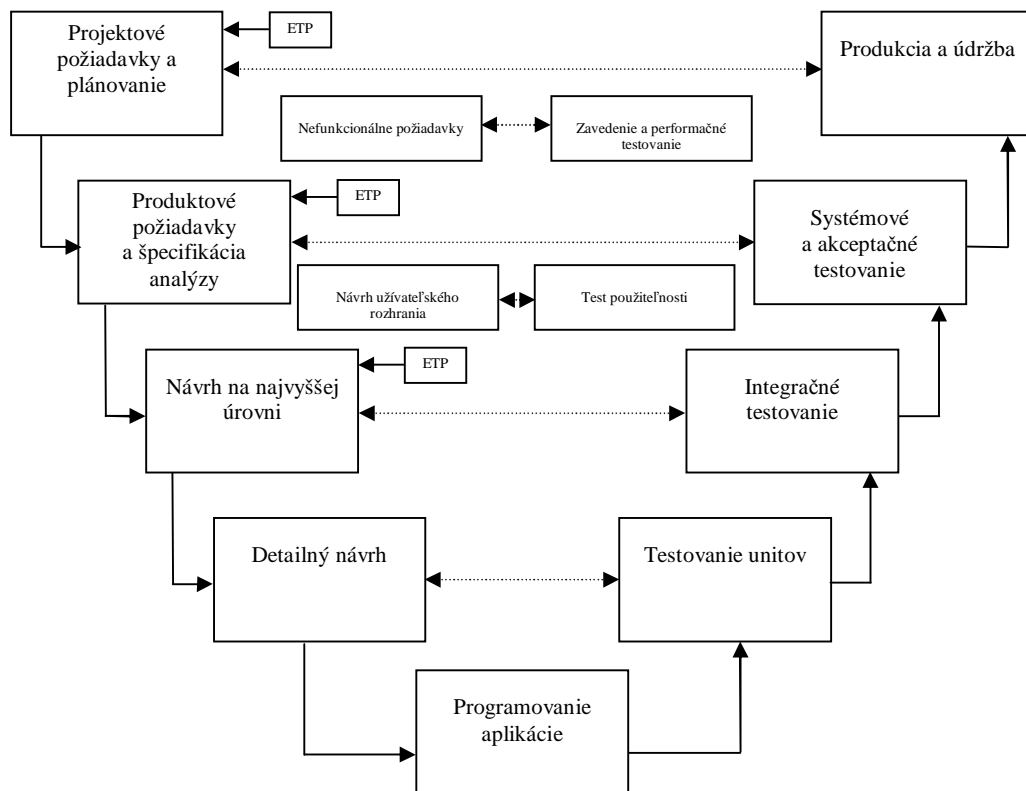 Projektové
požiadavky a
plánovanie
ETP
Produkcia a údržba
Nefunkcionálne požiadavky
Zavedenie a performačné
testovanie
Produktové
požiadavky
a špecifikácia
analýzy
ETP
Systémové
a akceptačné
testovanie
Návrh užívateľského
rozhrania
Test použiteľnosti
Návrh na najvyššej
úrovni
ETP
Integračné
testovanie
Detailný návrh
Testovanie unitov
Programovanie
aplikácie